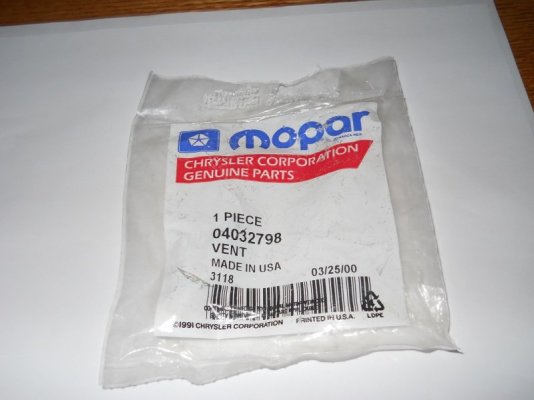 mopar
CHRYSLER CORPORATION
GENUINE PARTS
1 PIECE
04032798
VENT
MADE IN USA
3118 03/25/00
©1991 CHRYSLER CORPORATION PRINTED IN U.S.A.
LDPE